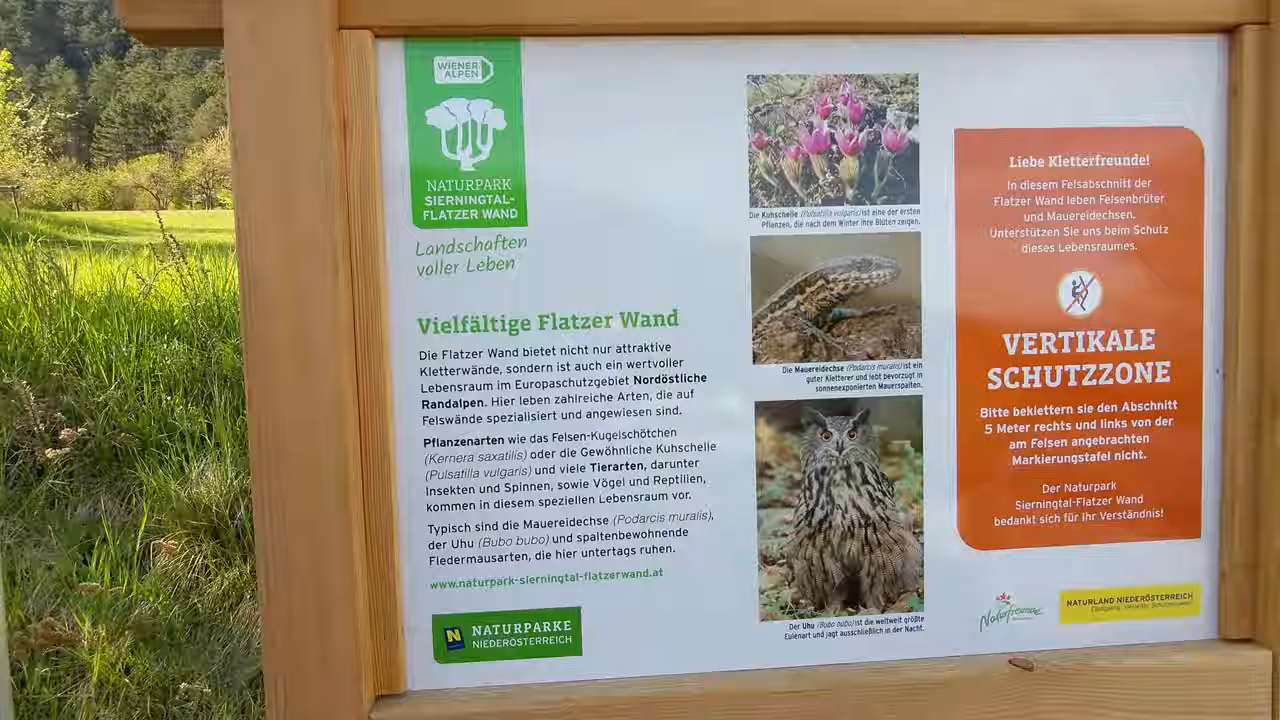 WIENER
ALPEN
NATURPARK
SIERNINGTAL-
FLATZER WAND
Landschaften
voller Leben
Vielfältige Flatzer Wand
Die Flatzer Wand bietet nicht nur attraktive
Kletterwände, sondern ist auch ein wertvoller
Lebensraum im Europaschutzgebiet Nordöstliche
Randalpen. Hier leben zahlreiche Arten, die auf
Felswände spezialisiert und angewiesen sind.
Pflanzenarten wie das Felsen-Kugelschötchen
(Kernera saxatilis) oder die Gewöhnliche Kuhschelle
(Pulsatilla vulgaris) und viele Tierarten, darunter
Insekten und Spinnen, sowie Vögel und Reptilien,
kommen in diesem speziellen Lebensraum vor.
Typisch sind die Mauereidechse (Podarcis muralis),
der Uhu (Bubo bubo) und spaltenbewohnende
Fledermausarten, die hier untertags ruhen.
www.naturpark-sierningtal-flatzerwand.at
N NATURPARKE
NIEDERÖSTERREICH
Die Kuhschelle (Pulsatilla vulgaris) ist eine der ersten
Pflanzen, die nach dem Winter ihre Blüten zeigen.
Die Mauereidechse (Podarcis muralis) ist ein
guter Kletterer und lebt bevorzugt in
sonnenexponierten Mauerspalten.
Der Uhu (Bubo bubo) ist die weltweit größte
Eulenart und jagt ausschließlich in der Nacht.
Liebe Kletterfreunde!
In diesem Felsabschnitt der
Flatzer Wand leben Felsenbrüter
und Mauereidechsen.
Unterstützen Sie uns beim Schutz
dieses Lebensraumes.
VERTIKALE
SCHUTZZONE
Bitte beklettern sie den Abschnitt
5 Meter rechts und links von der
am Felsen angebrachten
Markierungstafel nicht.
Der Naturpark
Sierningtal-Flatzer Wand
bedankt sich für Ihr Verständnis!
Naturfreunde
NATURLAND NIEDERÖSTERREICH